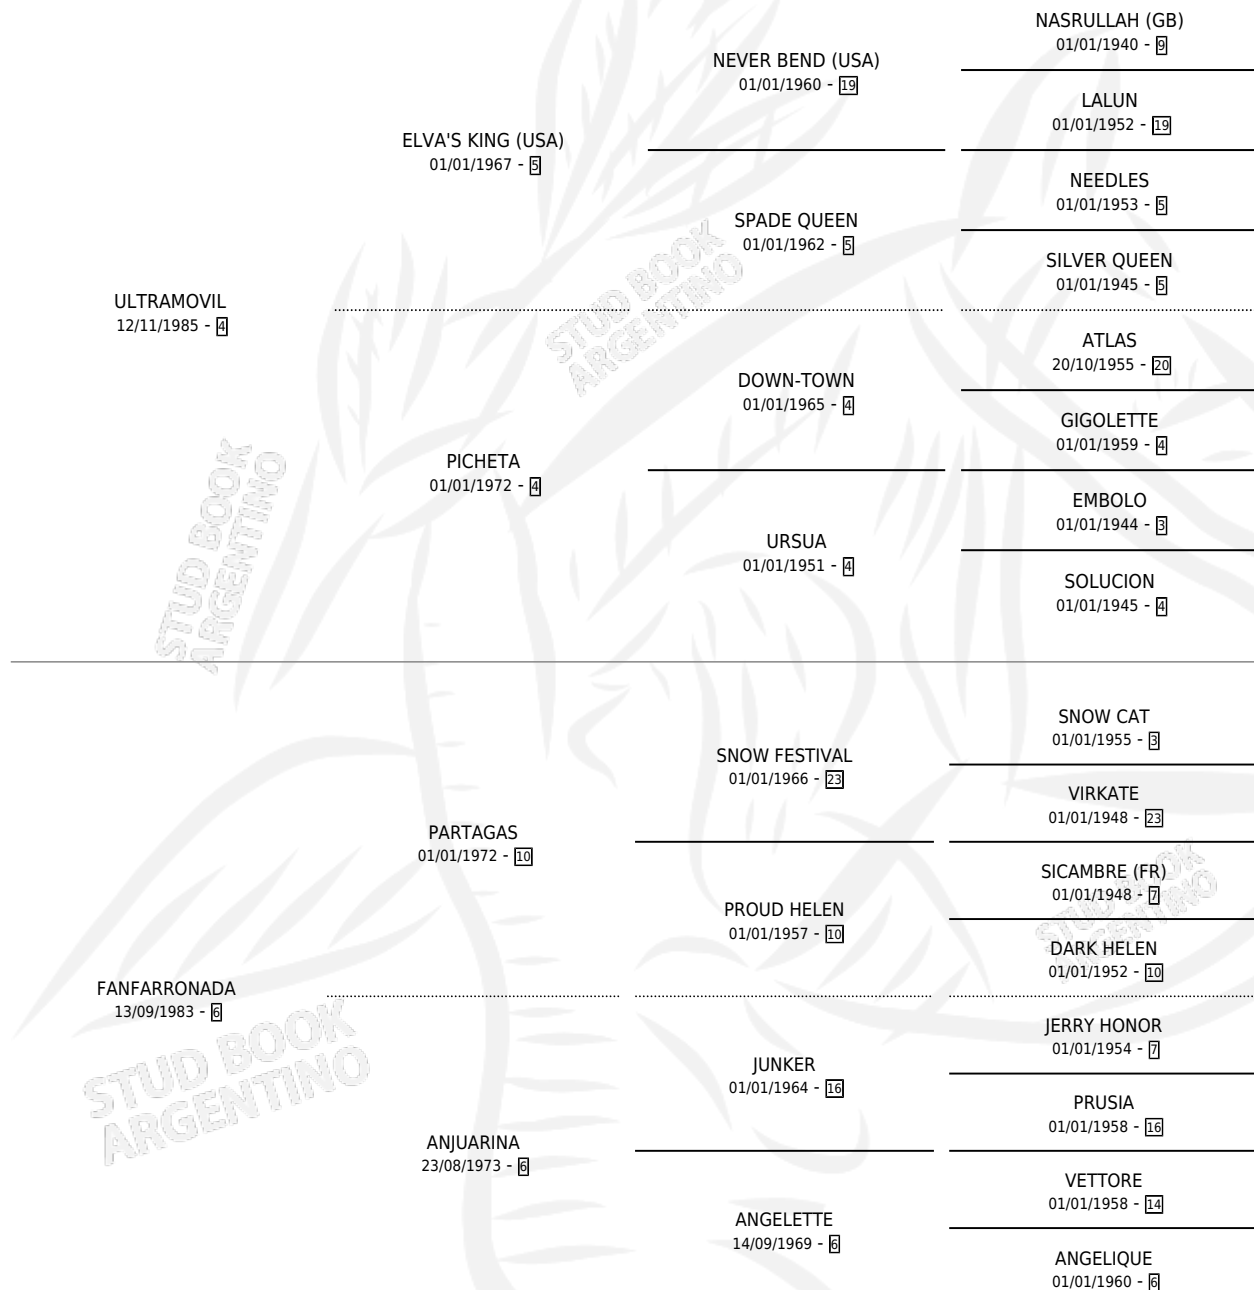 ULTRAMOVIL
12/11/1985 - 4
ELVA'S KING (USA)
01/01/1967 - 5
PICHETA
01/01/1972 - 4
NEVER BEND (USA)
01/01/1960 - 19
SPADE QUEEN
01/01/1962 - 5
DOWN-TOWN
01/01/1965 - 4
URSUA
01/01/1951 - 4
NASRULLAH (GB)
01/01/1940 - 9
LALUN
01/01/1952 - 19
NEEDLES
01/01/1953 - 5
SILVER QUEEN
01/01/1945 - 5
ATLAS
20/10/1955 - 20
GIGOLETTE
01/01/1959 - 4
EMBOLO
01/01/1944 - 3
SOLUCION
01/01/1945 - 4
FANFARRONADA
13/09/1983 - 6
PARTAGAS
01/01/1972 - 10
ANJUARINA
23/08/1973 - 6
SNOW FESTIVAL
01/01/1966 - 23
PROUD HELEN
01/01/1957 - 10
JUNKER
01/01/1964 - 16
ANGELETTE
14/09/1969 - 6
SNOW CAT
01/01/1955 - 3
VIRKATE
01/01/1948 - 23
SICAMBRE (FR)
01/01/1948 - 7
DARK HELEN
01/01/1952 - 10
JERRY HONOR
01/01/1954 - 7
PRUSIA
01/01/1958 - 16
VETTORE
01/01/1958 - 14
ANGELIQUE
01/01/1960 - 6
STUD BOOK
ARGENTINO
STUD BOOK
ARGENTINO
STUD BOOK
ARGENTINO
STUD BOOK
ARGENTINO